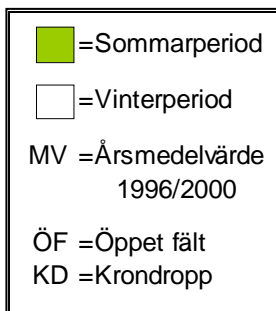 =Sommarperiod
=Vinterperiod
MV =Årsmedelvärde
1996/2000
ÖF =Öppet fält
KD =Krondropp